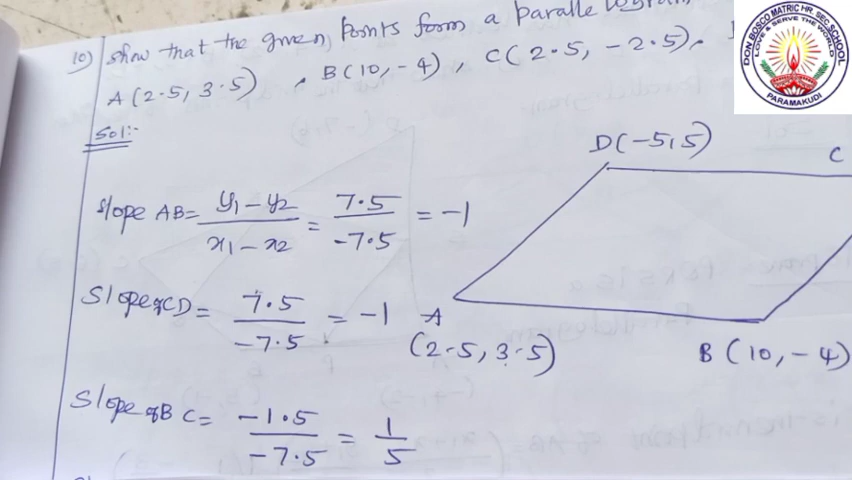 10) show that the given, points form a parallelogram
A (2.5, 3.5) , B(10, -4), C(2.5, -2.5).
Sol:-
D(-5,5)
C
Slope AB = y1 - y2 / x1 - x2 = 7.5 / -7.5 = -1
Slope of CD = 7.5 / -7.5 = -1
A
(2.5, 3.5)
B (10, -4)
Slope of BC = -1.5 / -7.5 = 1/5
DON BOSCO MATRIC HR. SEC. SCHOOL
LOVE & SERVE THE WORLD
PARAMAKUDI